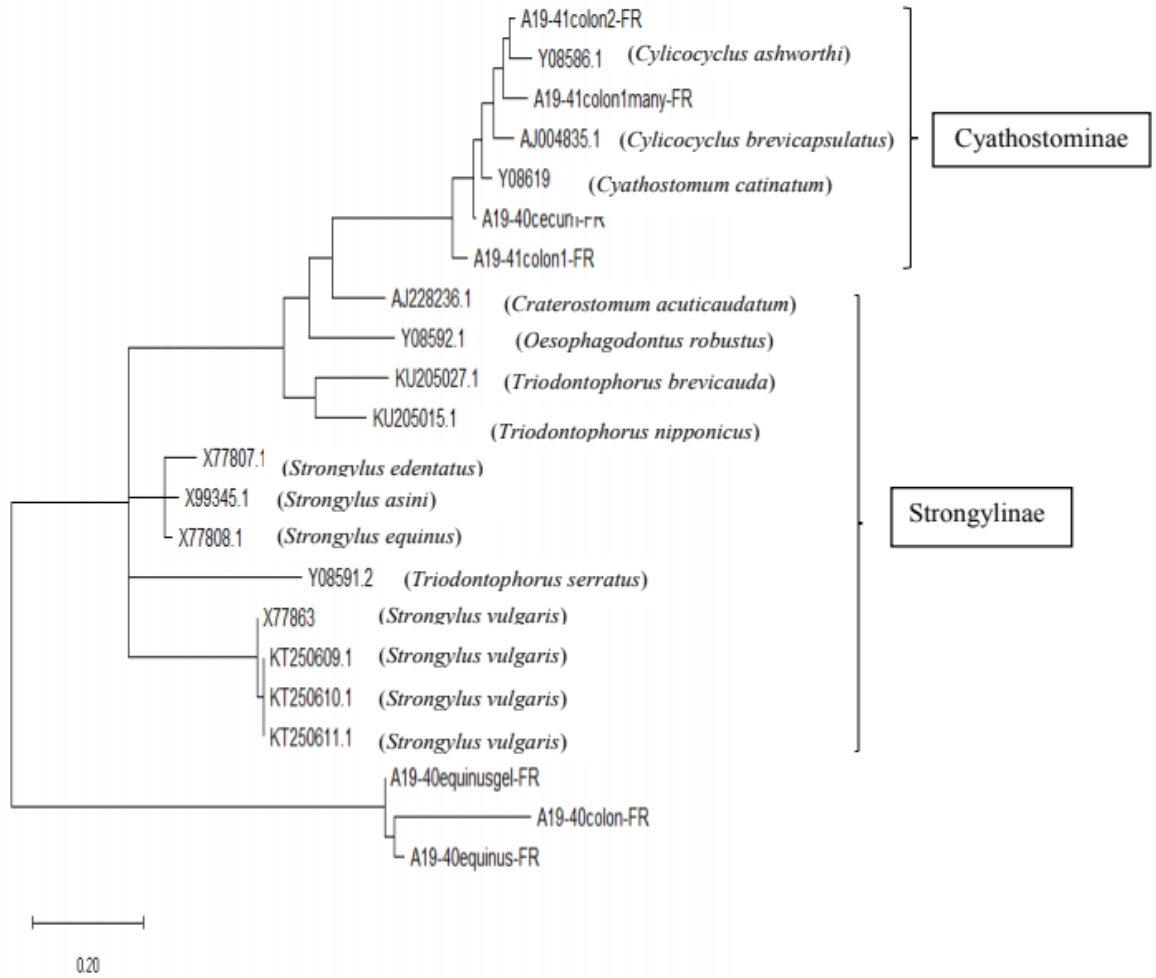 A19-41colon2-FR
Y08586.1 (Cylicocyclus ashworthi)
A19-41colon1many-FR
AJ004835.1 (Cylicocyclus brevicapsulatus)
Cyathostominae
Y08619 (Cyathostomum catinatum)
A19-40cecum-FR
A19-41colon1-FR
AJ228236.1 (Craterostomum acuticaudatum)
Y08592.1 (Oesophagodontus robustus)
KU205027.1 (Triodontophorus brevicauda)
KU205015.1 (Triodontophorus nipponicus)
X77807.1 (Strongylus edentatus)
X99345.1 (Strongylus asini)
Strongylinae
X77808.1 (Strongylus equinus)
Y08591.2 (Triodontophorus serratus)
X77863 (Strongylus vulgaris)
KT250609.1 (Strongylus vulgaris)
KT250610.1 (Strongylus vulgaris)
KT250611.1 (Strongylus vulgaris)
A19-40equinusgel-FR
A19-40colon-FR
A19-40equinus-FR
0.20